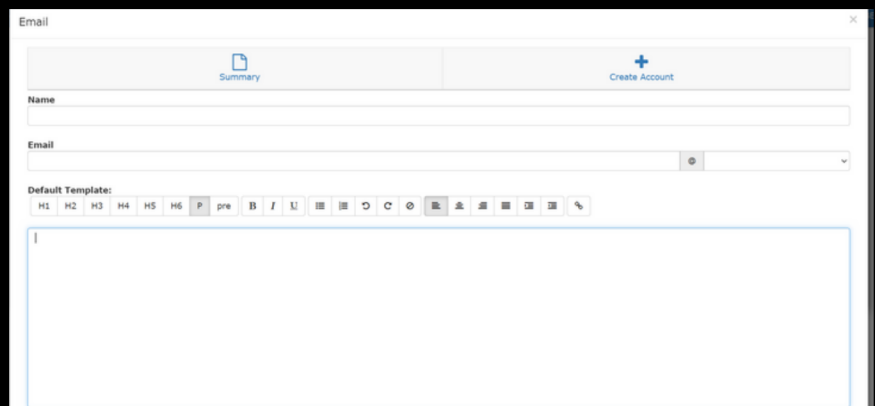 Email ×
Summary Create Account
Name
Email
@
Default Template:
H1 H2 H3 H4 H5 H6 P pre B I U